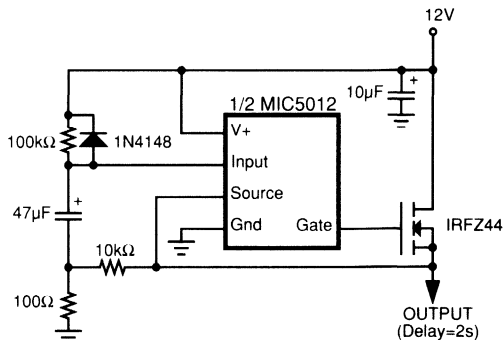 12V
+
10µF
1/2 MIC5012
100kΩ
1N4148
V+
Input
Source
Gnd
Gate
+
47µF
IRFZ44
10kΩ
100Ω
OUTPUT
(Delay=2s)